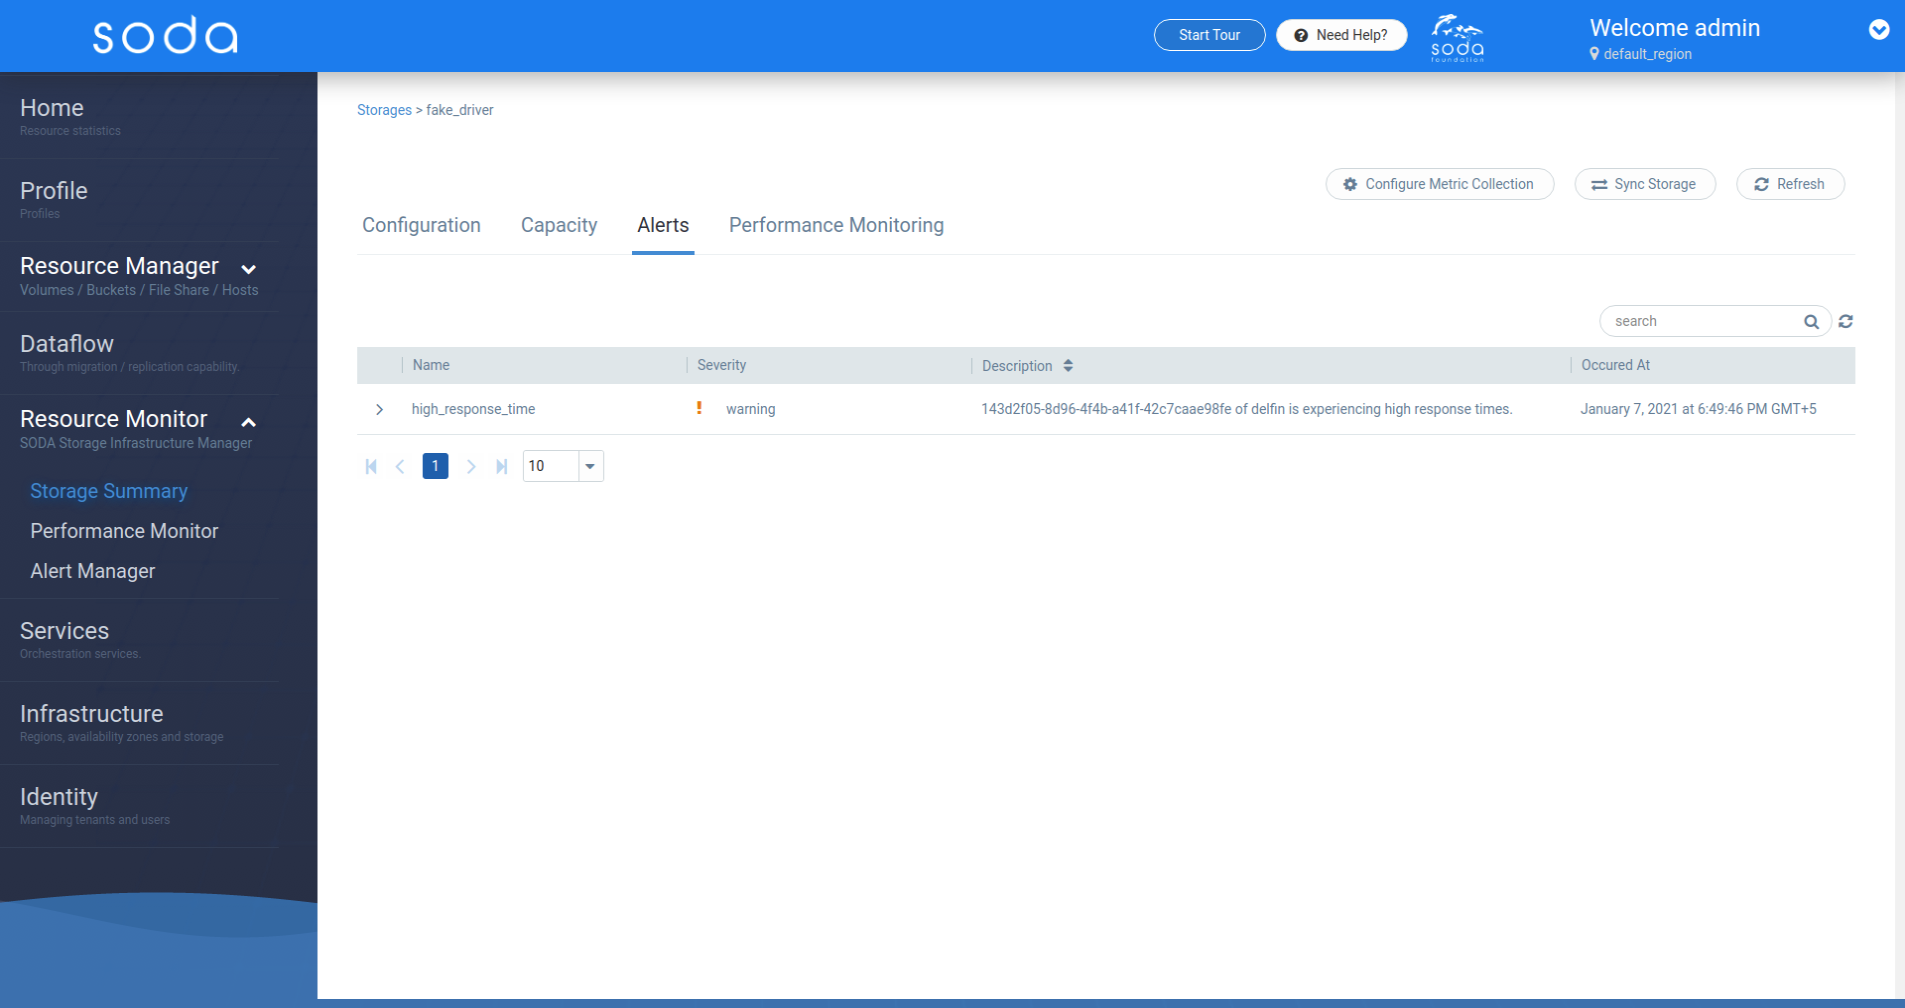 soda
Start Tour
Need Help?
soda
foundation
Welcome admin
default_region
Home
Resource statistics
Profile
Profiles
Resource Manager
Volumes / Buckets / File Share / Hosts
Dataflow
Through migration / replication capability.
Resource Monitor
SODA Storage Infrastructure Manager
Storage Summary
Performance Monitor
Alert Manager
Services
Orchestration services.
Infrastructure
Regions, availability zones and storage
Identity
Managing tenants and users
Storages > fake_driver
Configure Metric Collection
Sync Storage
Refresh
Configuration
Capacity
Alerts
Performance Monitoring
search
Name
Severity
Description
Occured At
high_response_time
warning
143d2f05-8d96-4f4b-a41f-42c7caae98fe of delfin is experiencing high response times.
January 7, 2021 at 6:49:46 PM GMT+5
1
10